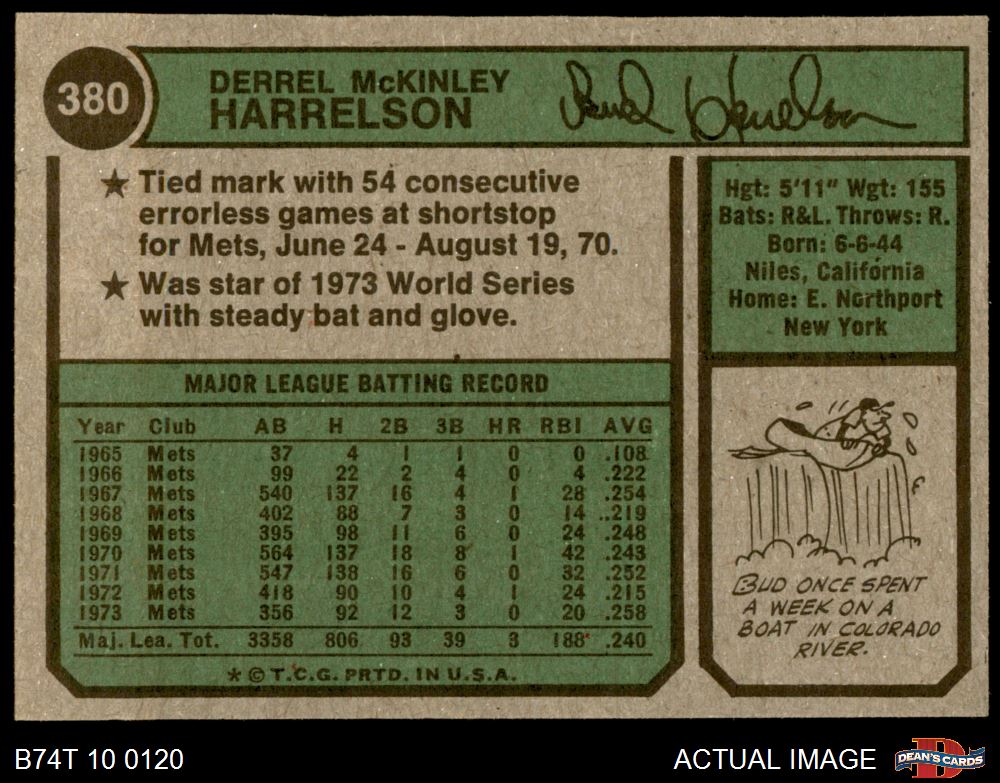 380
DERREL McKINLEY
HARRELSON
Derrel Harrelson
★ Tied mark with 54 consecutive
errorless games at shortstop
for Mets, June 24 - August 19, 70.
★ Was star of 1973 World Series
with steady bat and glove.
MAJOR LEAGUE BATTING RECORD
Year Club AB H 2B 3B HR RBI AVG
1965 Mets 37 4 1 1 0 0 .108
1966 Mets 99 22 2 4 0 4 .222
1967 Mets 540 137 16 4 1 28 .254
1968 Mets 402 88 7 3 0 14 .219
1969 Mets 395 98 11 6 0 24 .248
1970 Mets 564 137 18 8 1 42 .243
1971 Mets 547 138 16 6 0 32 .252
1972 Mets 418 90 10 4 1 24 .215
1973 Mets 356 92 12 3 0 20 .258
Maj. Lea. Tot. 3358 806 93 39 3 188 .240
* © T.C.G. PRTD. IN U.S.A.
Hgt: 5'11" Wgt: 155
Bats: R&L. Throws: R.
Born: 6-6-44
Niles, California
Home: E. Northport
New York
BUD ONCE SPENT
A WEEK ON A
BOAT IN COLORADO
RIVER.
B74T 10 0120
ACTUAL IMAGE
D
DEAN'S CARDS